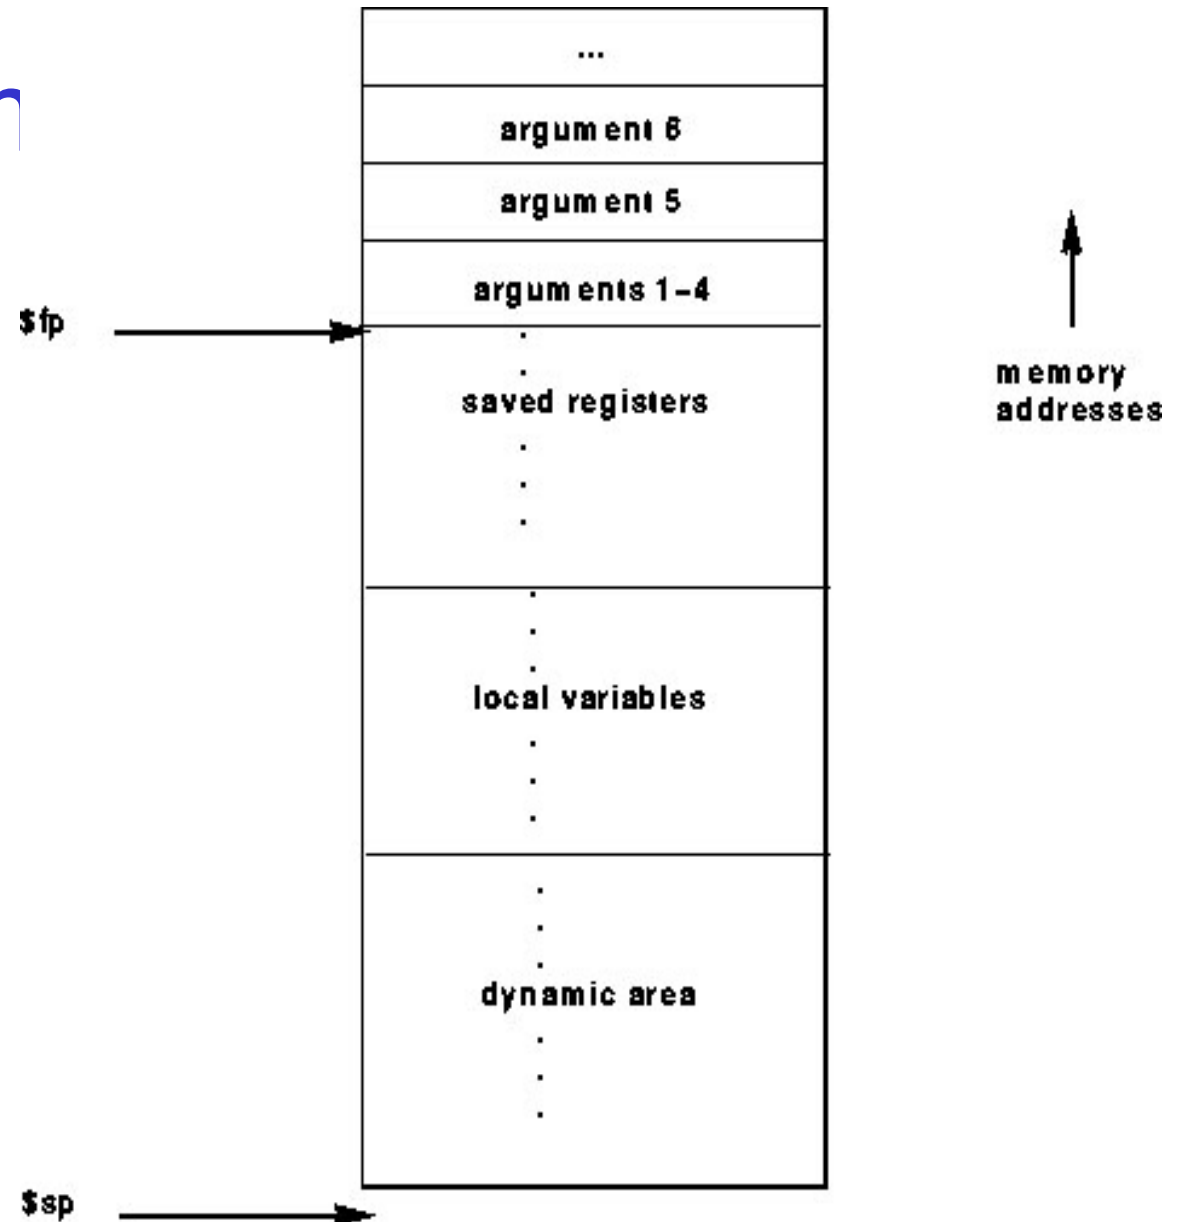 ...
argument 6
argument 5
arguments 1-4
$fp
memory
addresses
saved registers
local variables
dynamic area
$sp